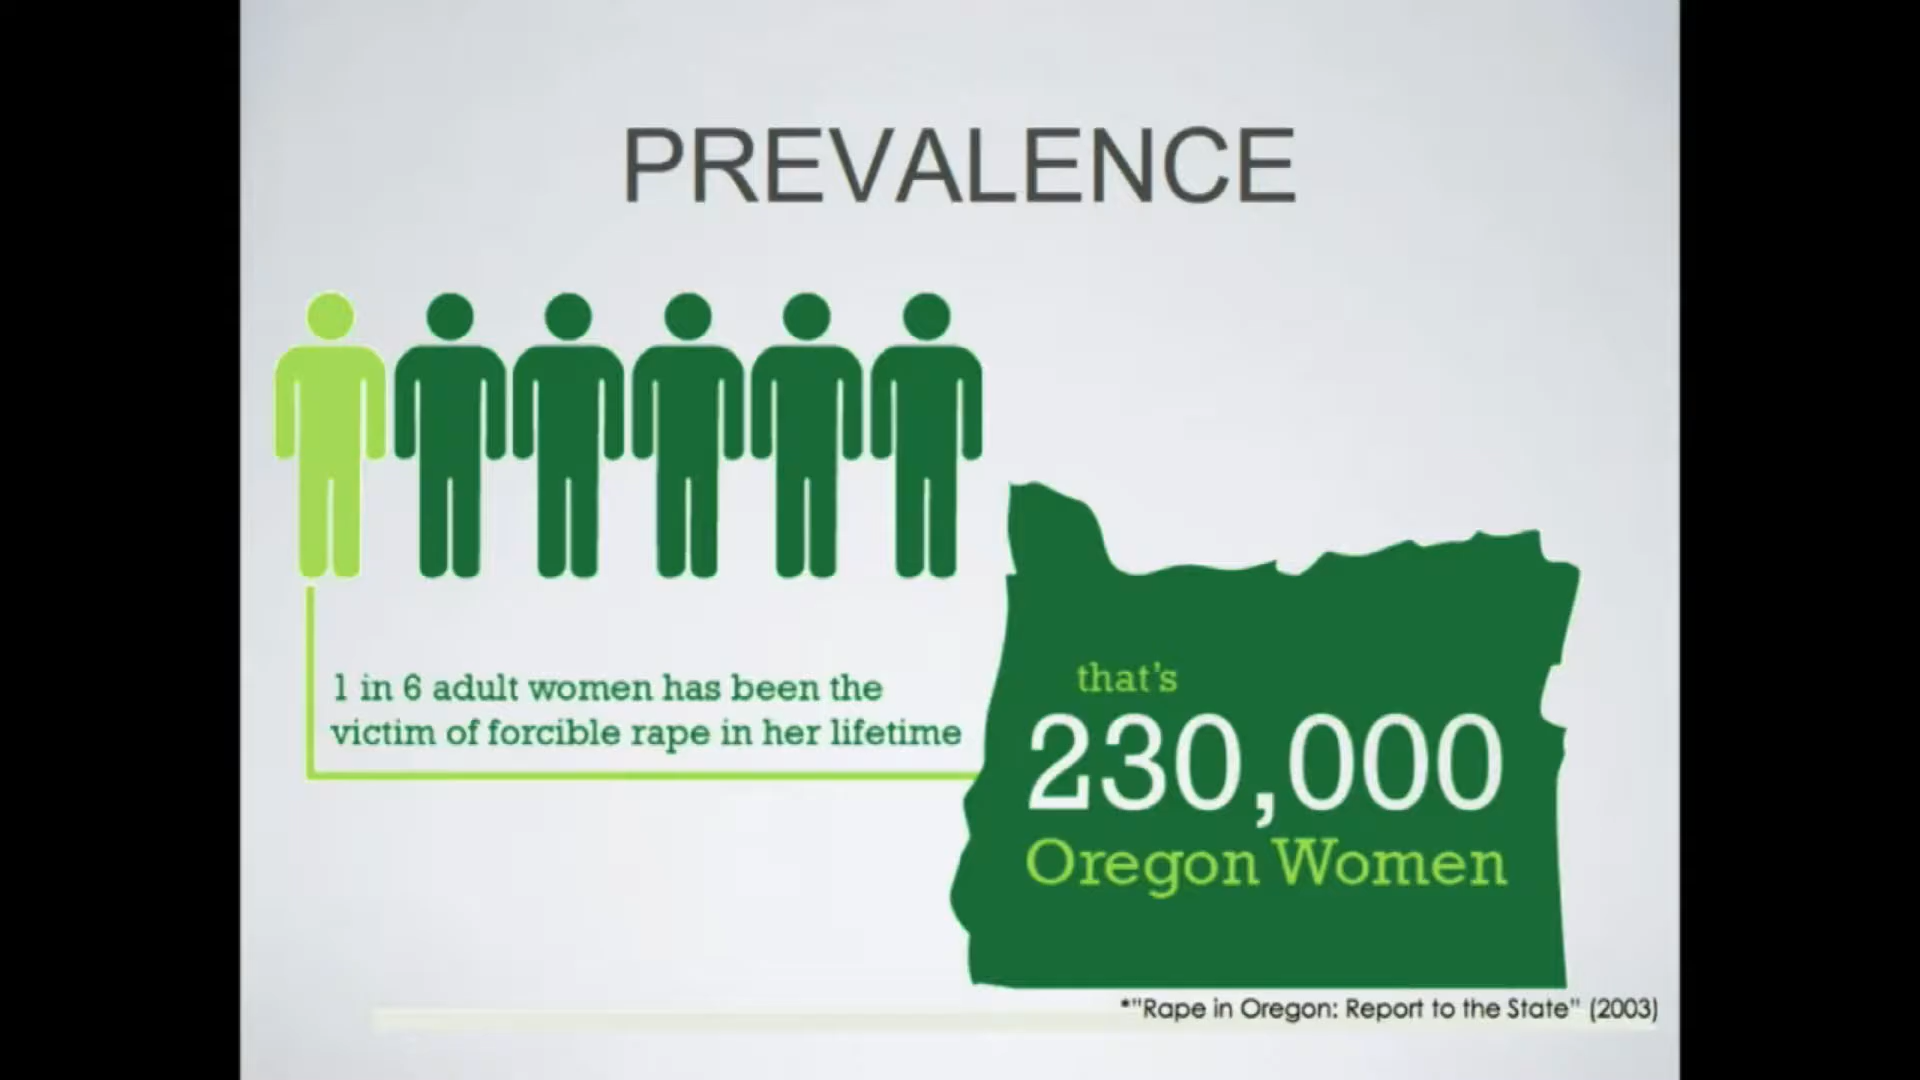 PREVALENCE
1 in 6 adult women has been the
victim of forcible rape in her lifetime
that's
230,000
Oregon Women
*"Rape in Oregon: Report to the State" (2003)